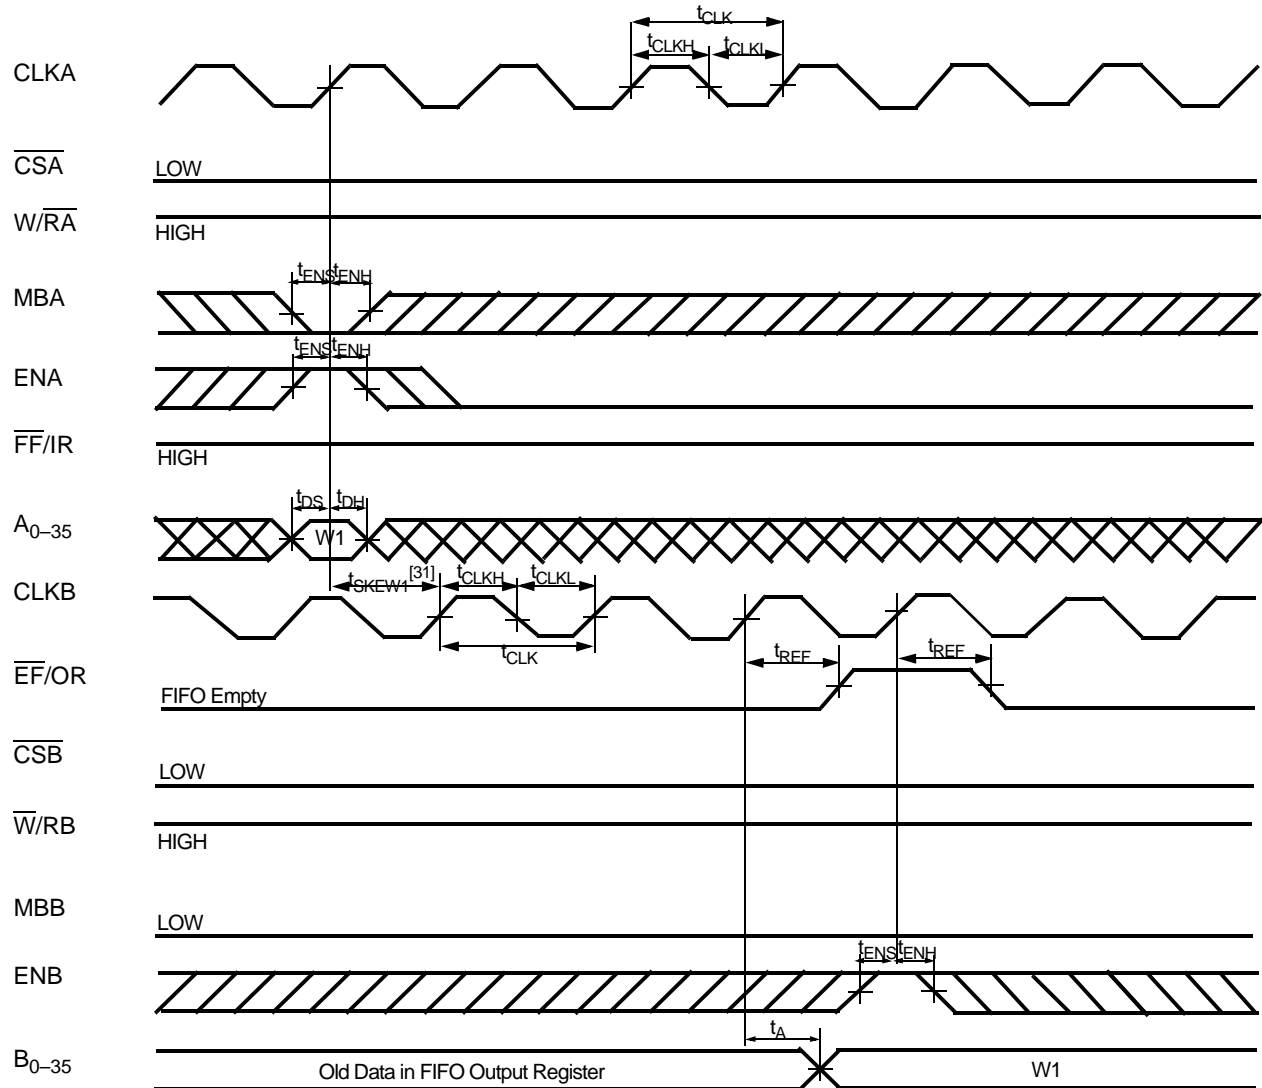 tCLK
tCLKH tCLKL
CLKA
CSA LOW
W/RA HIGH
tENS tENH
MBA
tENS tENH
ENA
FF/IR HIGH
tDS tDH
A0–35 W1
tSKEW1[31] tCLKH tCLKL
CLKB
tCLK
tREF tREF
EF/OR FIFO Empty
CSB LOW
W/RB HIGH
MBB LOW
tENS tENH
ENB
tA
B0–35 Old Data in FIFO Output Register W1